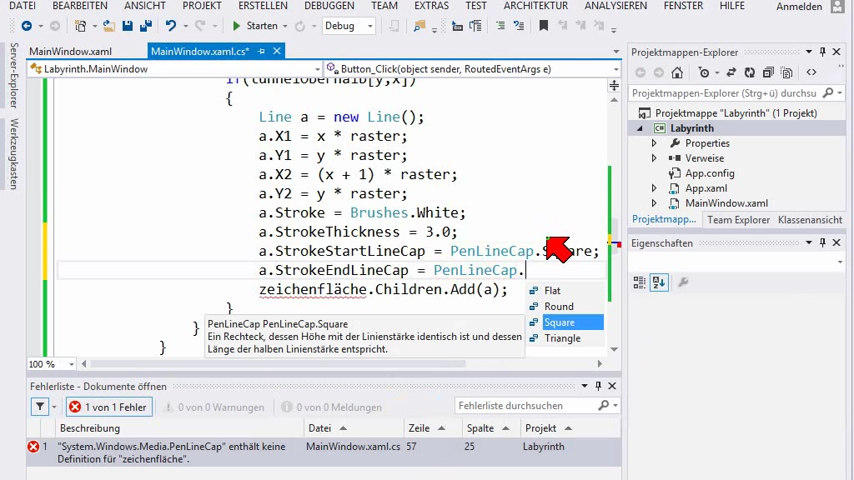 DATEI BEARBEITEN ANSICHT PROJEKT ERSTELLEN DEBUGGEN TEAM EXTRAS TEST ARCHITECTUR ANALYSIEREN FENSTER HILFE Anmelden
Starten Debug
MainWindow.xaml MainWindow.xaml.cs*
Labyrinth.MainWindow Button_Click(object sender, RoutedEventArgs e)
if(tunnelOberhalb[y,x])
{
Line a = new Line();
a.X1 = x * raster;
a.Y1 = y * raster;
a.X2 = (x + 1) * raster;
a.Y2 = y * raster;
a.Stroke = Brushes.White;
a.StrokeThickness = 3.0;
a.StrokeStartLineCap = PenLineCap.Square;
a.StrokeEndLineCap = PenLineCap.
zeichenfläche.Children.Add(a);
}
}
}
Flat
Round
Square
Triangle
PenLineCap PenLineCap.Square
Ein Rechteck, dessen Höhe mit der Linienstärke identisch ist und dessen
Länge der halben Linienstärke entspricht.
100 %
Server-Explorer
Werkzeugkasten
Projektmappen-Explorer
Projektmappen-Explorer (Strg+ü) durchsu
Projektmappe "Labyrinth" (1 Projekt)
Labyrinth
Properties
Verweise
App.config
App.xaml
MainWindow.xaml
Projektmapp... Team Explorer Klassenansicht
Eigenschaften
Fehlerliste - Dokumente öffnen
1 von 1 Fehler 0 von 0 Warnungen 0 von 0 Meldungen Fehlerliste durchsuchen
Beschreibung Datei Zeile Spalte Projekt
1 "System.Windows.Media.PenLineCap" enthält keine Definition für "zeichenfläche". MainWindow.xaml.cs 57 25 Labyrinth